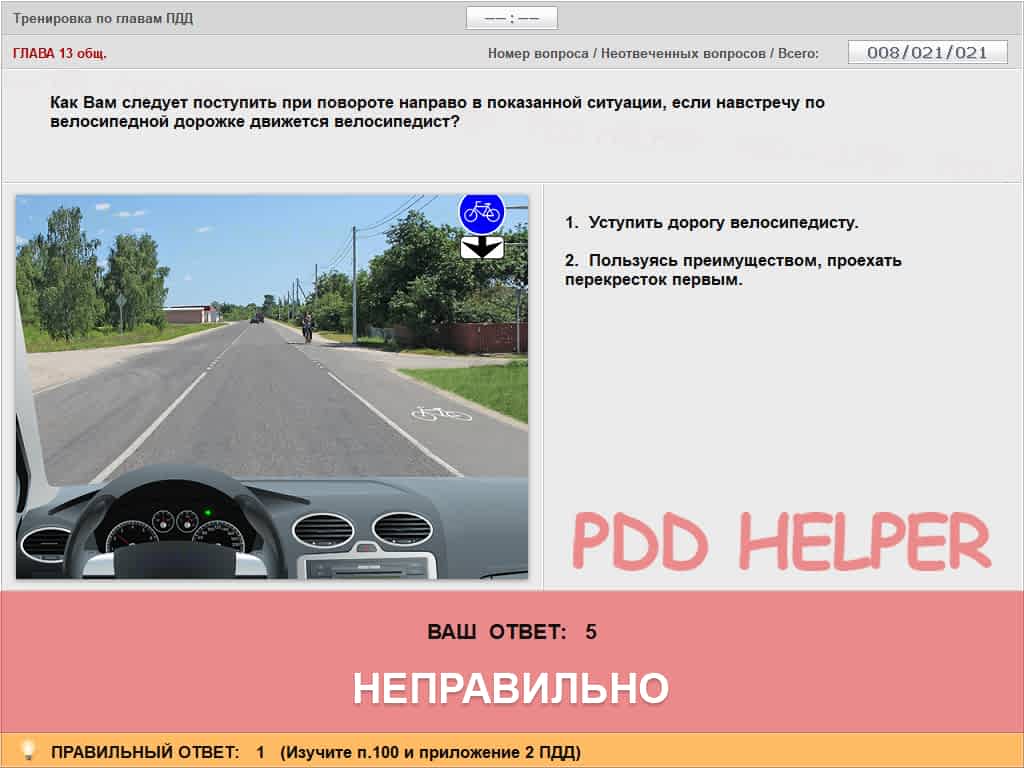 Тренировка по главам ПДД
–– : ––
ГЛАВА 13 общ.
Номер вопроса / Неотвеченных вопросов / Всего:
008/021/021
Как Вам следует поступить при повороте направо в показанной ситуации, если навстречу по
велосипедной дорожке движется велосипедист?
1. Уступить дорогу велосипедисту.
2. Пользуясь преимуществом, проехать
перекресток первым.
PDD HELPER
ВАШ ОТВЕТ: 5
НЕПРАВИЛЬНО
ПРАВИЛЬНЫЙ ОТВЕТ: 1 (Изучите п.100 и приложение 2 ПДД)